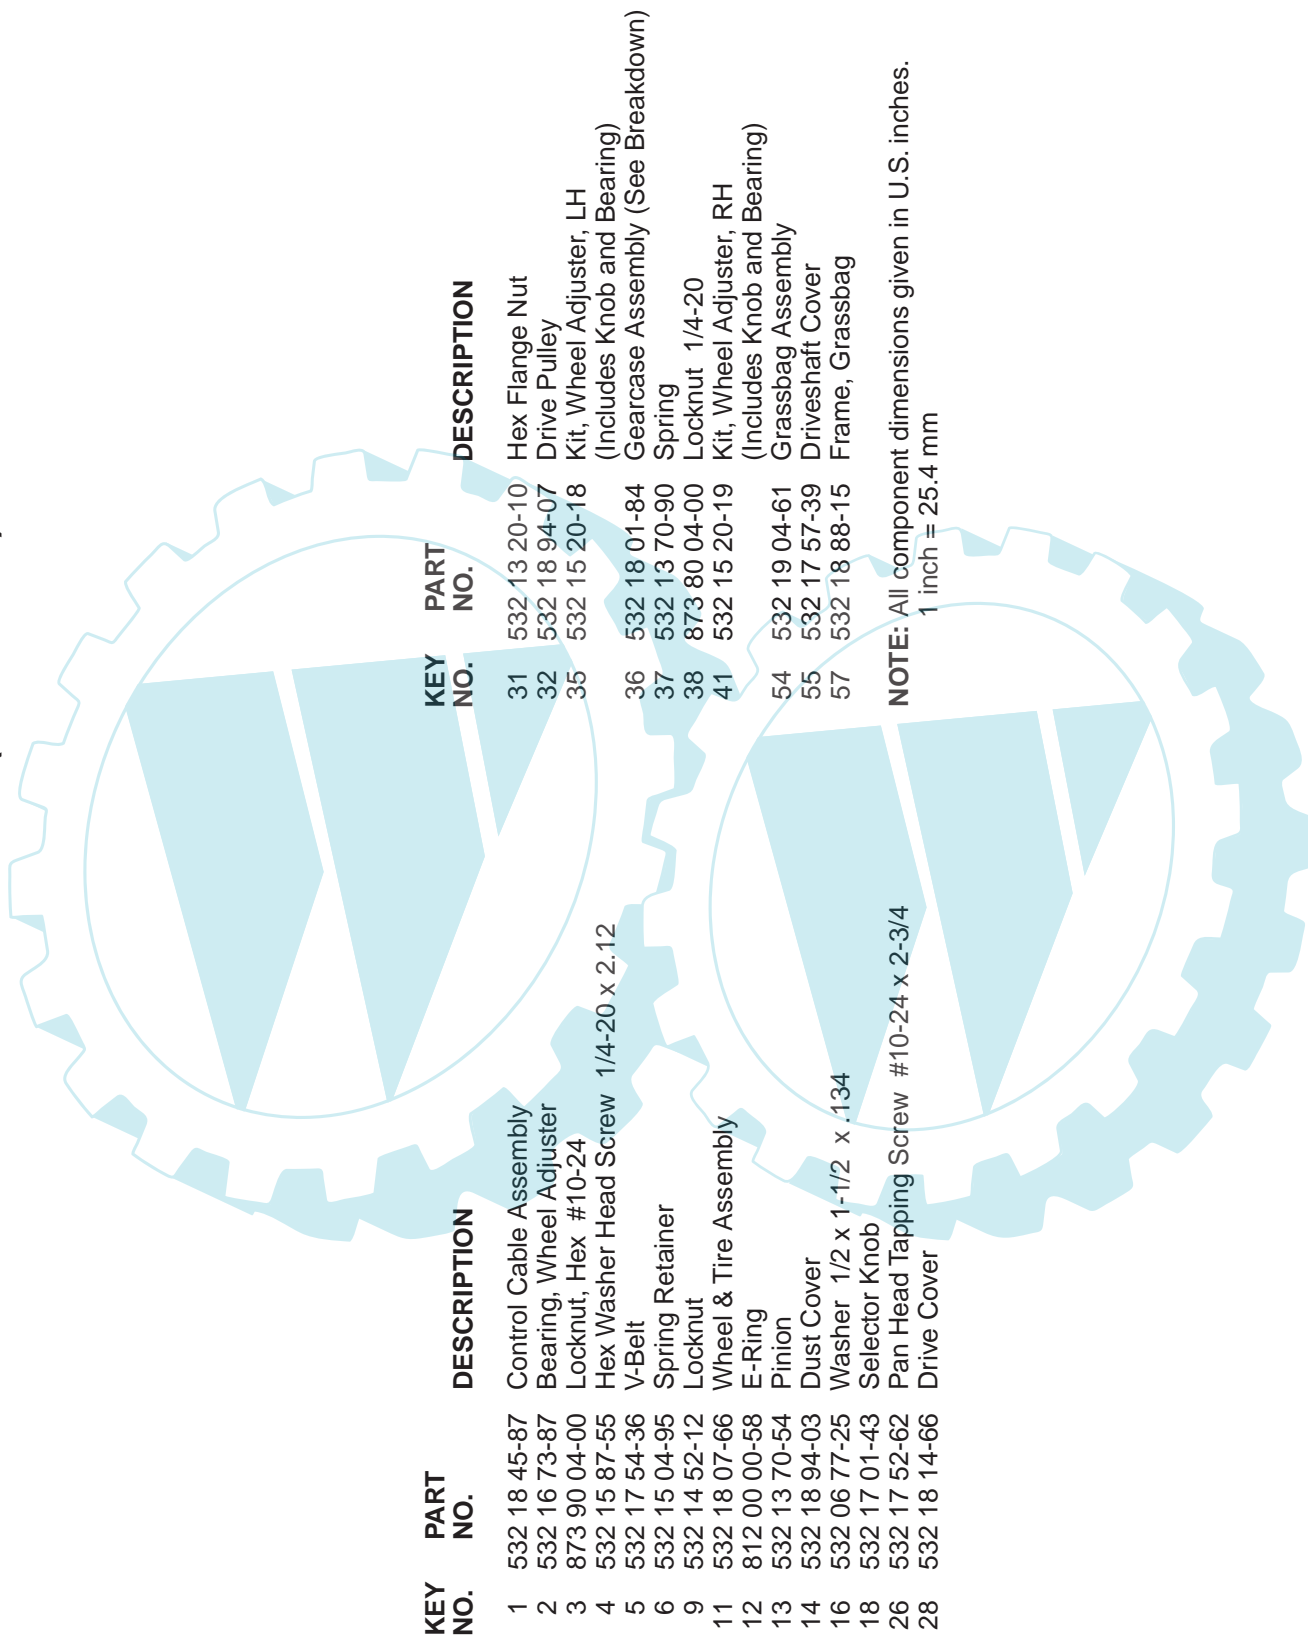 KEY PART
NO. NO. DESCRIPTION
1 532 18 45-87 Control Cable Assembly
2 532 16 73-87 Bearing, Wheel Adjuster
3 873 90 04-00 Locknut, Hex #10-24
4 532 15 87-55 Hex Washer Head Screw 1/4-20 x 2.12
5 532 17 54-36 V-Belt
6 532 15 04-95 Spring Retainer
9 532 14 52-12 Locknut
11 532 18 07-66 Wheel & Tire Assembly
12 812 00 00-58 E-Ring
13 532 13 70-54 Pinion
14 532 18 94-03 Dust Cover
16 532 06 77-25 Washer 1/2 x 1-1/2 x .134
18 532 17 01-43 Selector Knob
26 532 17 52-62 Pan Head Tapping Screw #10-24 x 2-3/4
28 532 18 14-66 Drive Cover
KEY PART
NO. NO. DESCRIPTION
31 532 13 20-10 Hex Flange Nut
32 532 18 94-07 Drive Pulley
35 532 15 20-18 Kit, Wheel Adjuster, LH
(Includes Knob and Bearing)
36 532 18 01-84 Gearcase Assembly (See Breakdown)
37 532 13 70-90 Spring
38 873 80 04-00 Locknut 1/4-20
41 532 15 20-19 Kit, Wheel Adjuster, RH
(Includes Knob and Bearing)
54 532 19 04-61 Grassbag Assembly
55 532 17 57-39 Driveshaft Cover
57 532 18 88-15 Frame, Grassbag
NOTE: All component dimensions given in U.S. inches.
1 inch = 25.4 mm